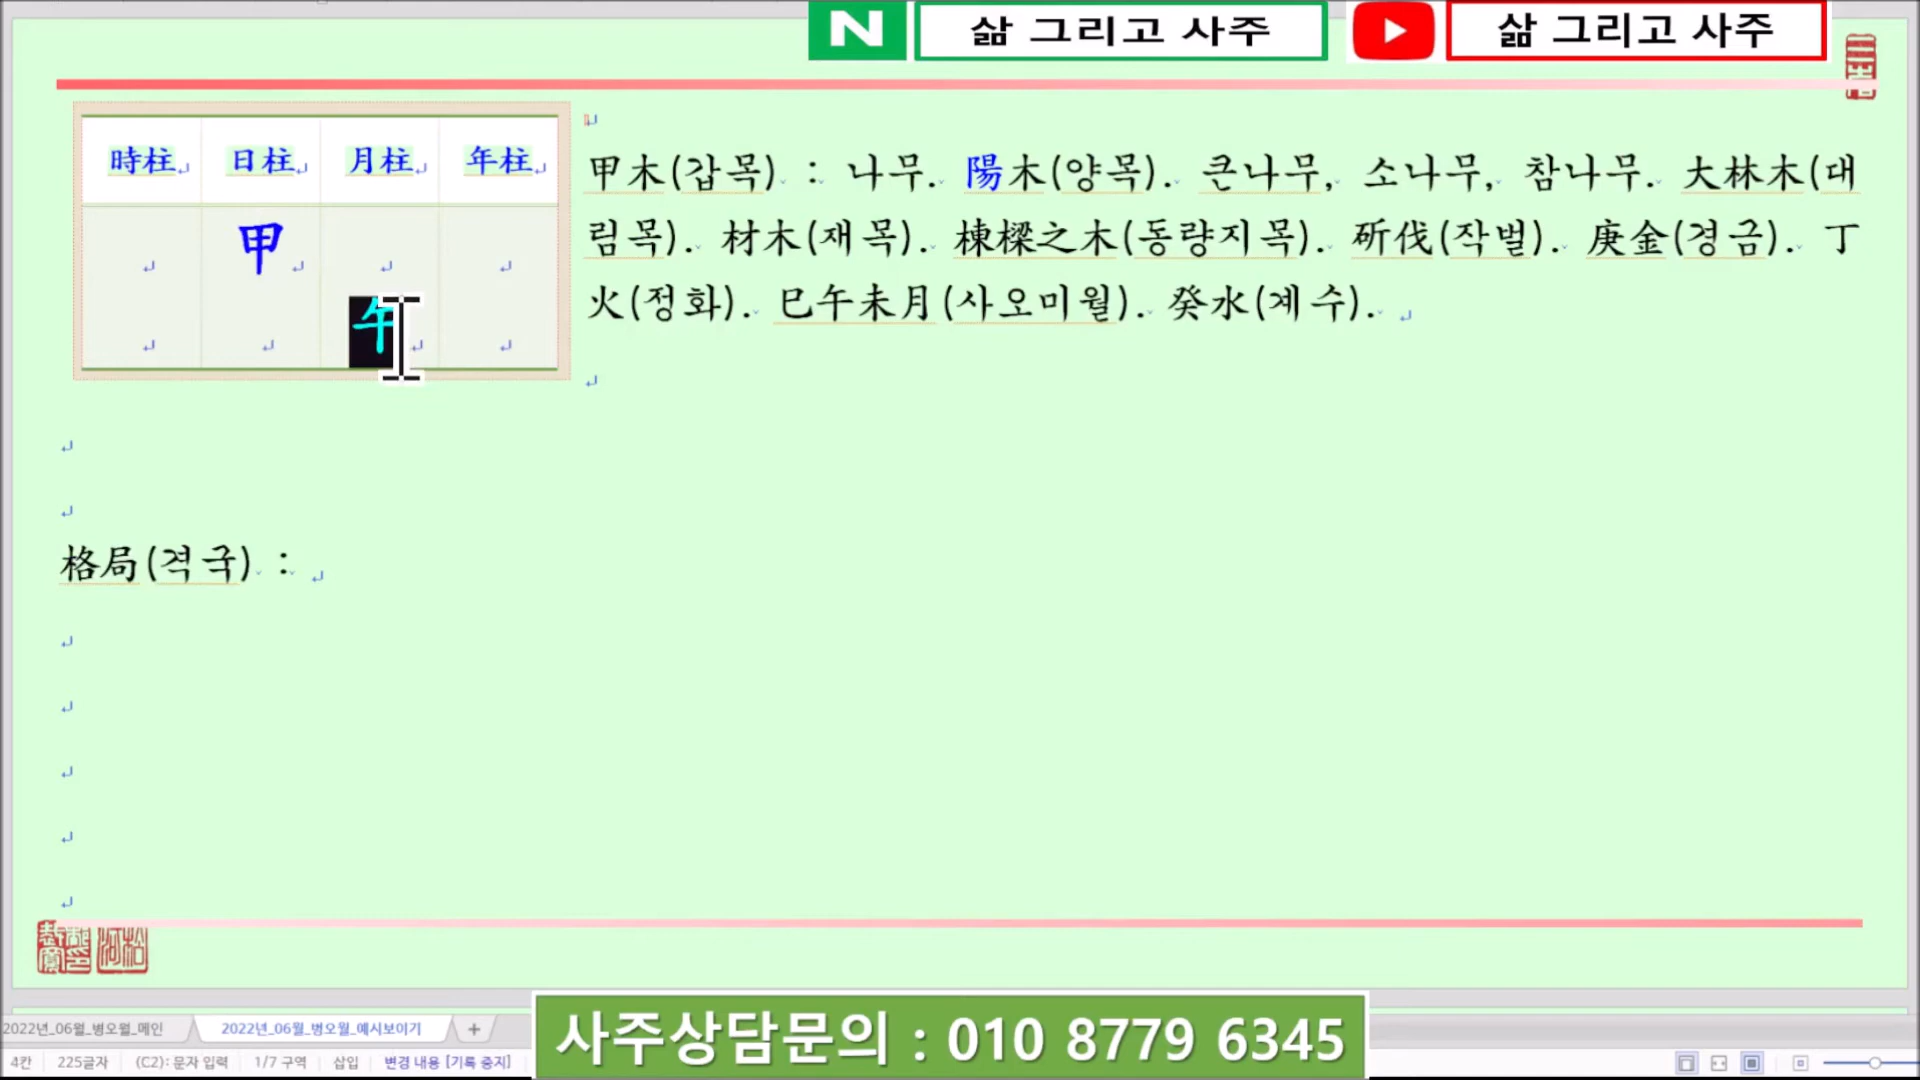 N 삶 그리고 사주 삶 그리고 사주
時柱 日柱 月柱 年柱
甲
午
甲木(갑목) : 나무. 陽木(양목). 큰나무, 소나무, 참나무. 大林木(대
림목). 材木(재목). 棟樑之木(동량지목). 斫伐(작벌). 庚金(경금). 丁
火(정화). 巳午未月(사오미월). 癸水(계수).
格局(격국) :
2022년_06월_병오월_메인 2022년_06월_병오월_예시보이기 +
사주상담문의 : 010 8779 6345
4칸 225글자 (C2): 문자 입력 1/7 구역 삽입 변경 내용 [기록 중지]